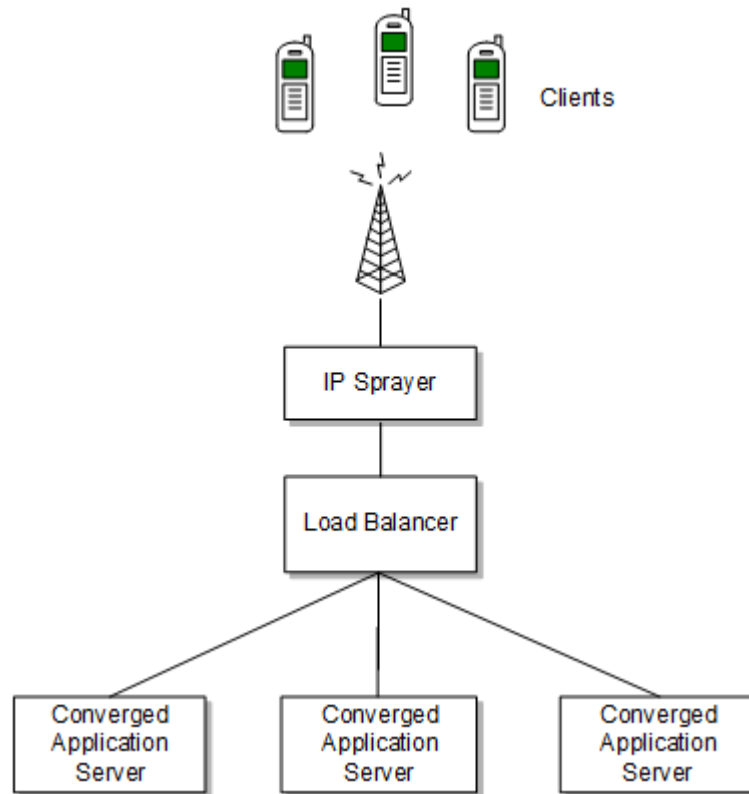 Clients
IP Sprayer
Load Balancer
Converged
Application
Server
Converged
Application
Server
Converged
Application
Server